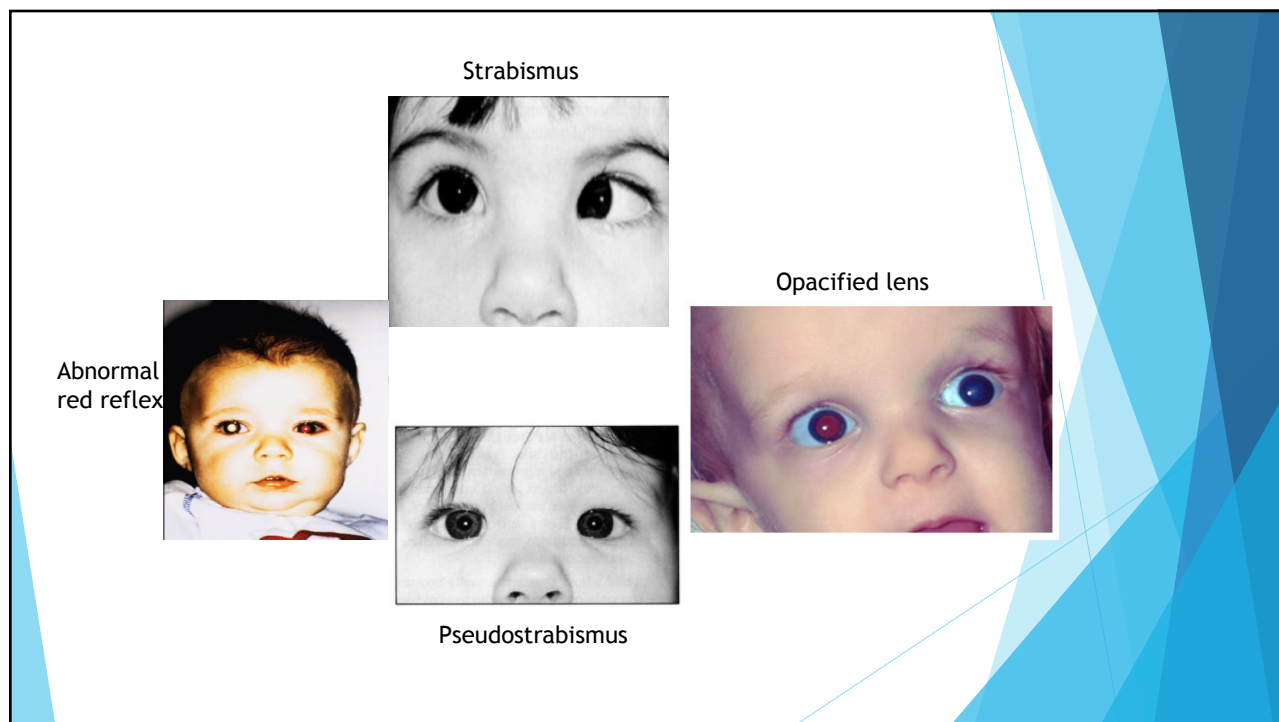 Strabismus
Opacified lens
Abnormal
red reflex
Pseudostrabismus